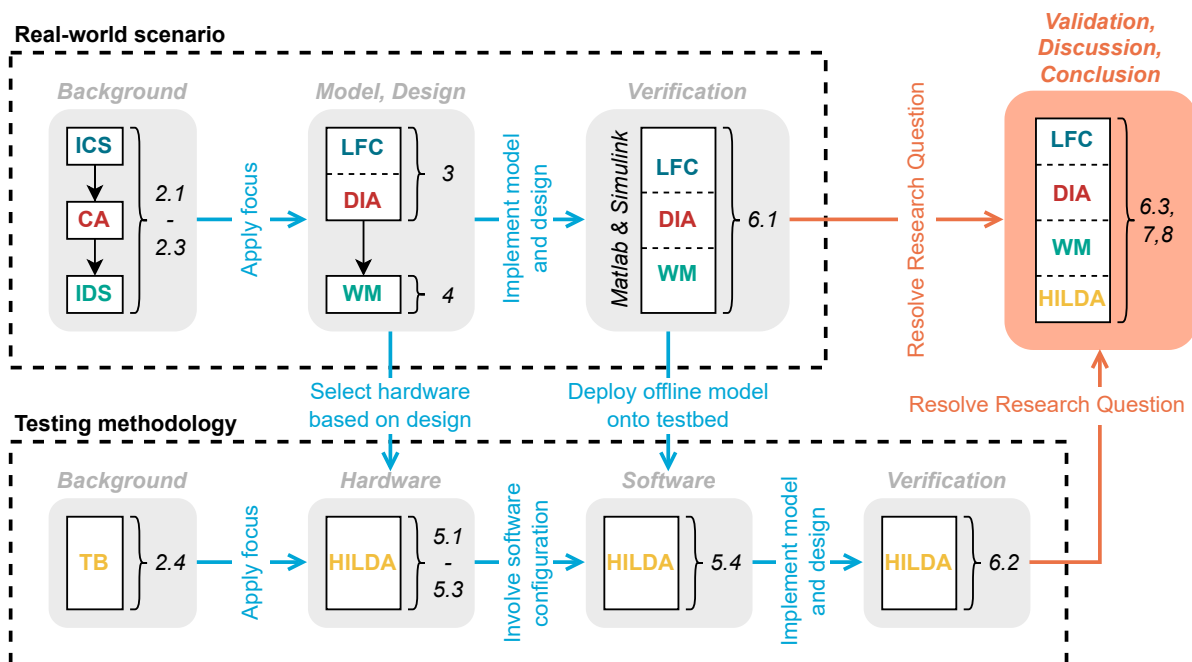 Real-world scenario
Background
ICS
CA
IDS
2.1
-
2.3
Apply focus
Model, Design
LFC
DIA
WM
3
4
Implement model
and design
Verification
Matlab & Simulink
LFC
DIA
WM
6.1
Resolve Research Question
Validation,
Discussion,
Conclusion
LFC
DIA
WM
HILDA
6.3,
7,8
Select hardware
based on design
Deploy offline model
onto testbed
Resolve Research Question
Testing methodology
Background
TB
2.4
Apply focus
Hardware
HILDA
5.1
-
5.3
Involve software
configuration
Software
HILDA
5.4
Implement model
and design
Verification
HILDA
6.2